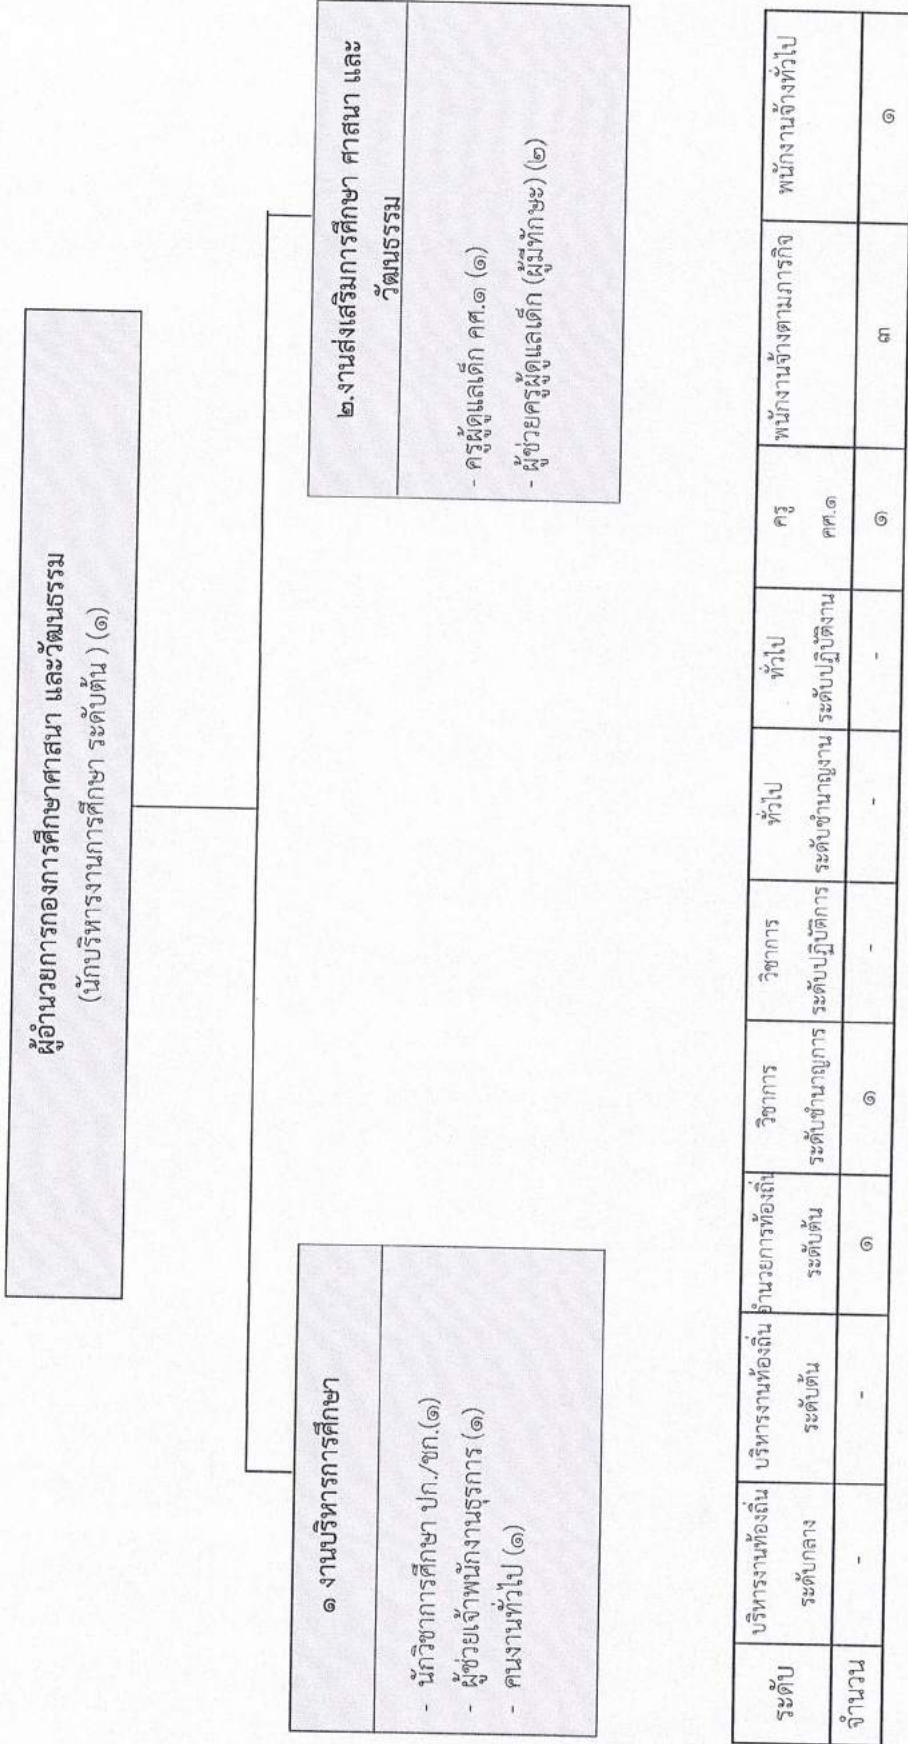 ผู้อำนวยการกองการศึกษาศาสนา และวัฒนธรรม
(นักบริหารงานการศึกษา ระดับต้น ) (๑)
๑ งานบริหารการศึกษา
- นักวิชาการศึกษา ปก./ชก.(๑)
- ผู้ช่วยเจ้าพนักงานธุรการ (๑)
- คนงานทั่วไป (๑)
๒.งานส่งเสริมการศึกษา ศาสนา และ
วัฒนธรรม
- ครูผู้ดูแลเด็ก คศ.๑ (๑)
- ผู้ช่วยครูผู้ดูแลเด็ก (ผู้มีทักษะ) (๒)
ระดับ บริหารงานท้องถิ่น บริหารงานท้องถิ่น อำนวยการท้องถิ่น วิชาการ วิชาการ ทั่วไป ทั่วไป ครู พนักงานจ้างตามภารกิจ พนักงานจ้างทั่วไป
ระดับกลาง ระดับต้น ระดับต้น ระดับชำนาญการ ระดับปฏิบัติการ ระดับชำนาญงาน ระดับปฏิบัติงาน คศ.๑
จำนวน - - ๑ ๑ - - - ๑ ๓ ๑